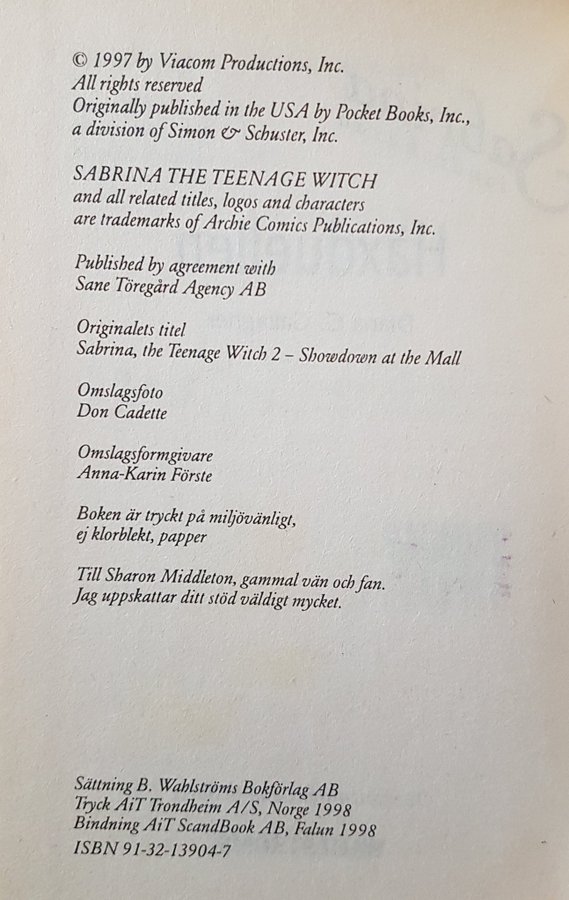 © 1997 by Viacom Productions, Inc.
All rights reserved
Originally published in the USA by Pocket Books, Inc.,
a division of Simon & Schuster, Inc.
SABRINA THE TEENAGE WITCH
and all related titles, logos and characters
are trademarks of Archie Comics Publications, Inc.
Published by agreement with
Sane Töregård Agency AB
Originalets titel
Sabrina, the Teenage Witch 2 – Showdown at the Mall
Omslagsfoto
Don Cadette
Omslagsformgivare
Anna-Karin Förste
Boken är tryckt på miljövänligt,
ej klorblekt, papper
Till Sharon Middleton, gammal vän och fan.
Jag uppskattar ditt stöd väldigt mycket.
Sättning B. Wahlströms Bokförlag AB
Tryck AiT Trondheim A/S, Norge 1998
Bindning AiT ScandBook AB, Falun 1998
ISBN 91-32-13904-7